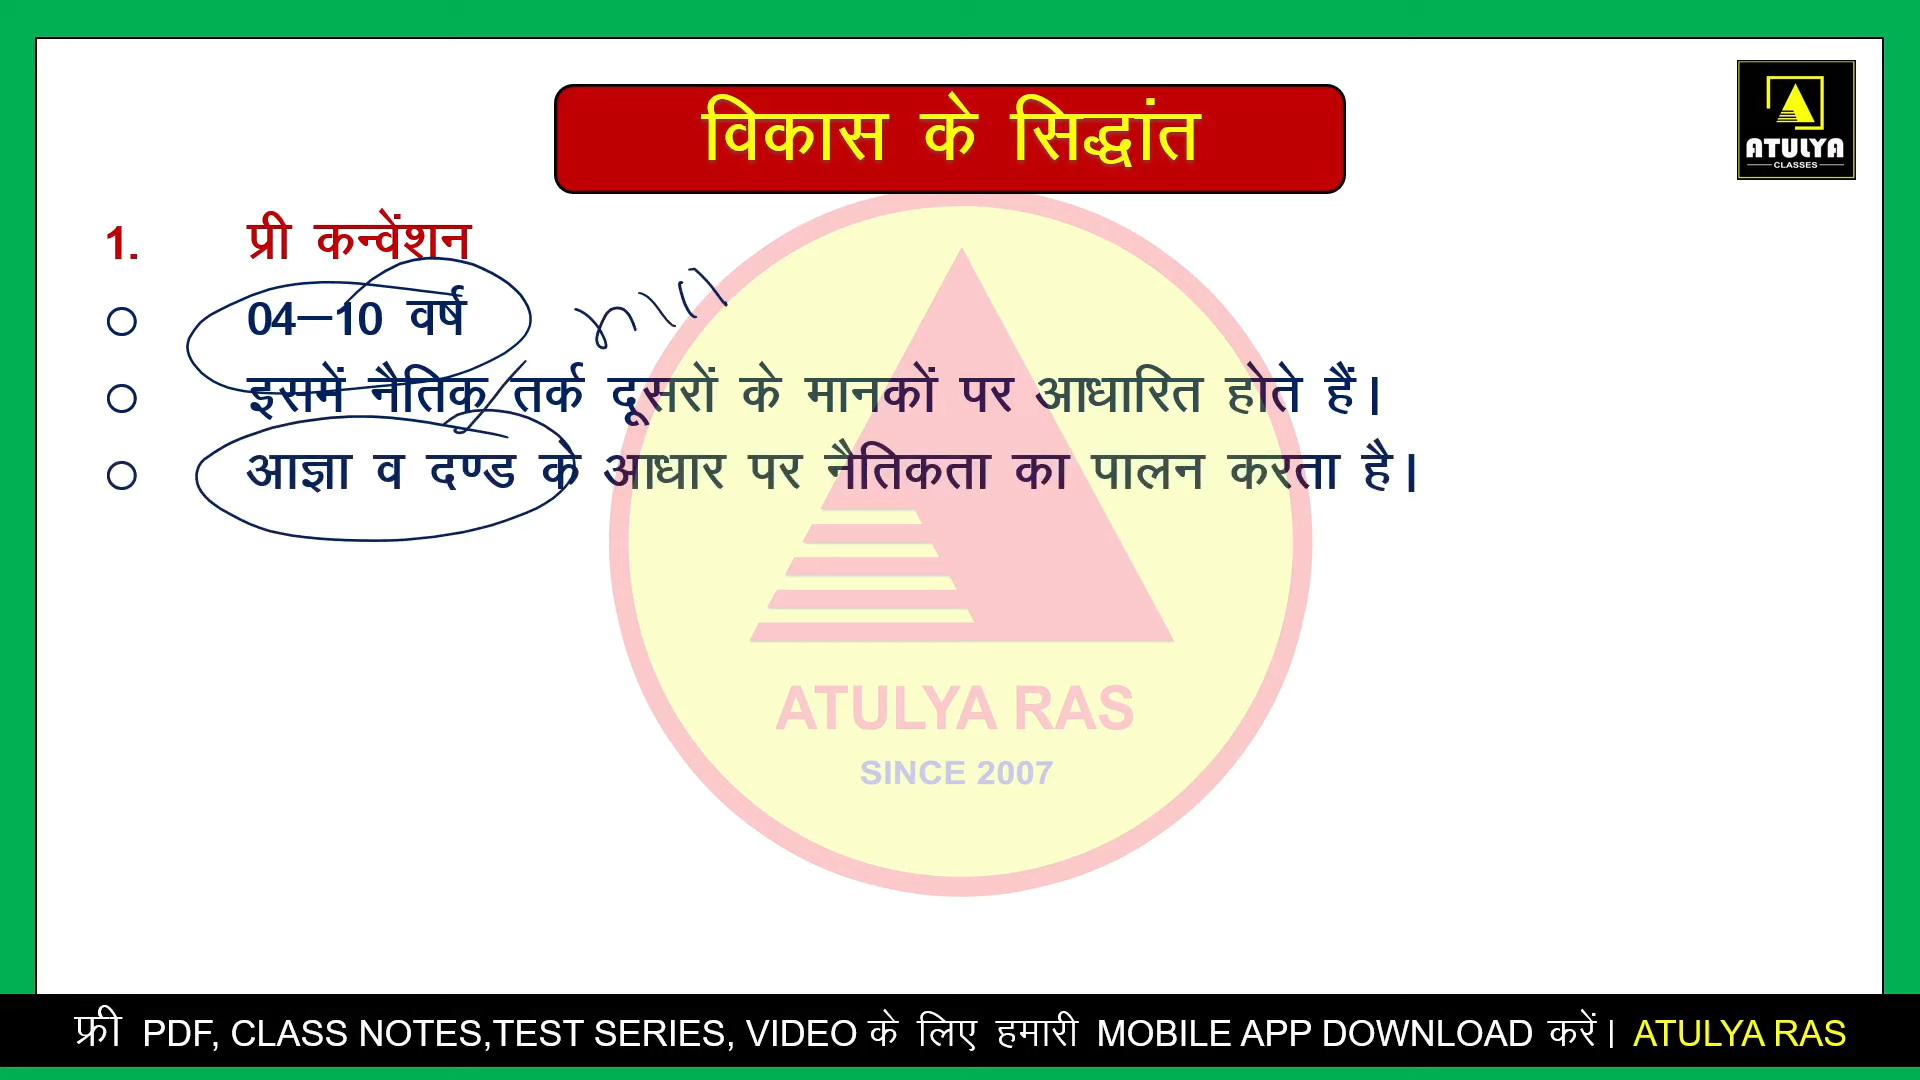 विकास के सिद्धांत
ATULYA
CLASSES
1. प्री कन्वेंशन
04–10 वर्ष
इसमें नैतिक तर्क दूसरों के मानकों पर आधारित होते हैं।
आज्ञा व दण्ड के आधार पर नैतिकता का पालन करता है।
ATULYA RAS
SINCE 2007
फ्री PDF, CLASS NOTES,TEST SERIES, VIDEO के लिए हमारी MOBILE APP DOWNLOAD करें। ATULYA RAS